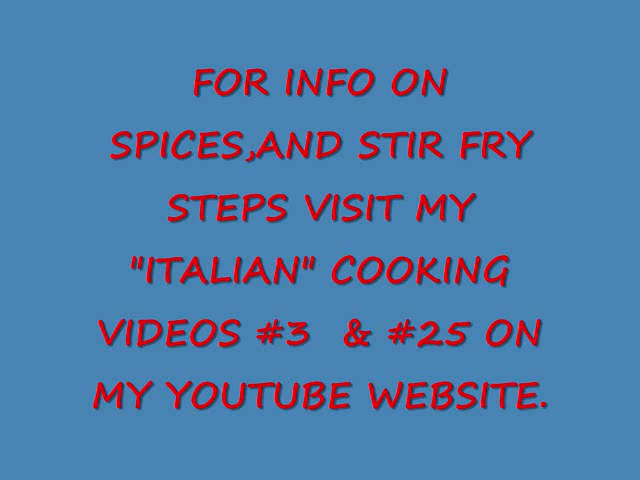 FOR INFO ON
SPICES,AND STIR FRY
STEPS VISIT MY
"ITALIAN" COOKING
VIDEOS #3  & #25 ON
MY YOUTUBE WEBSITE.